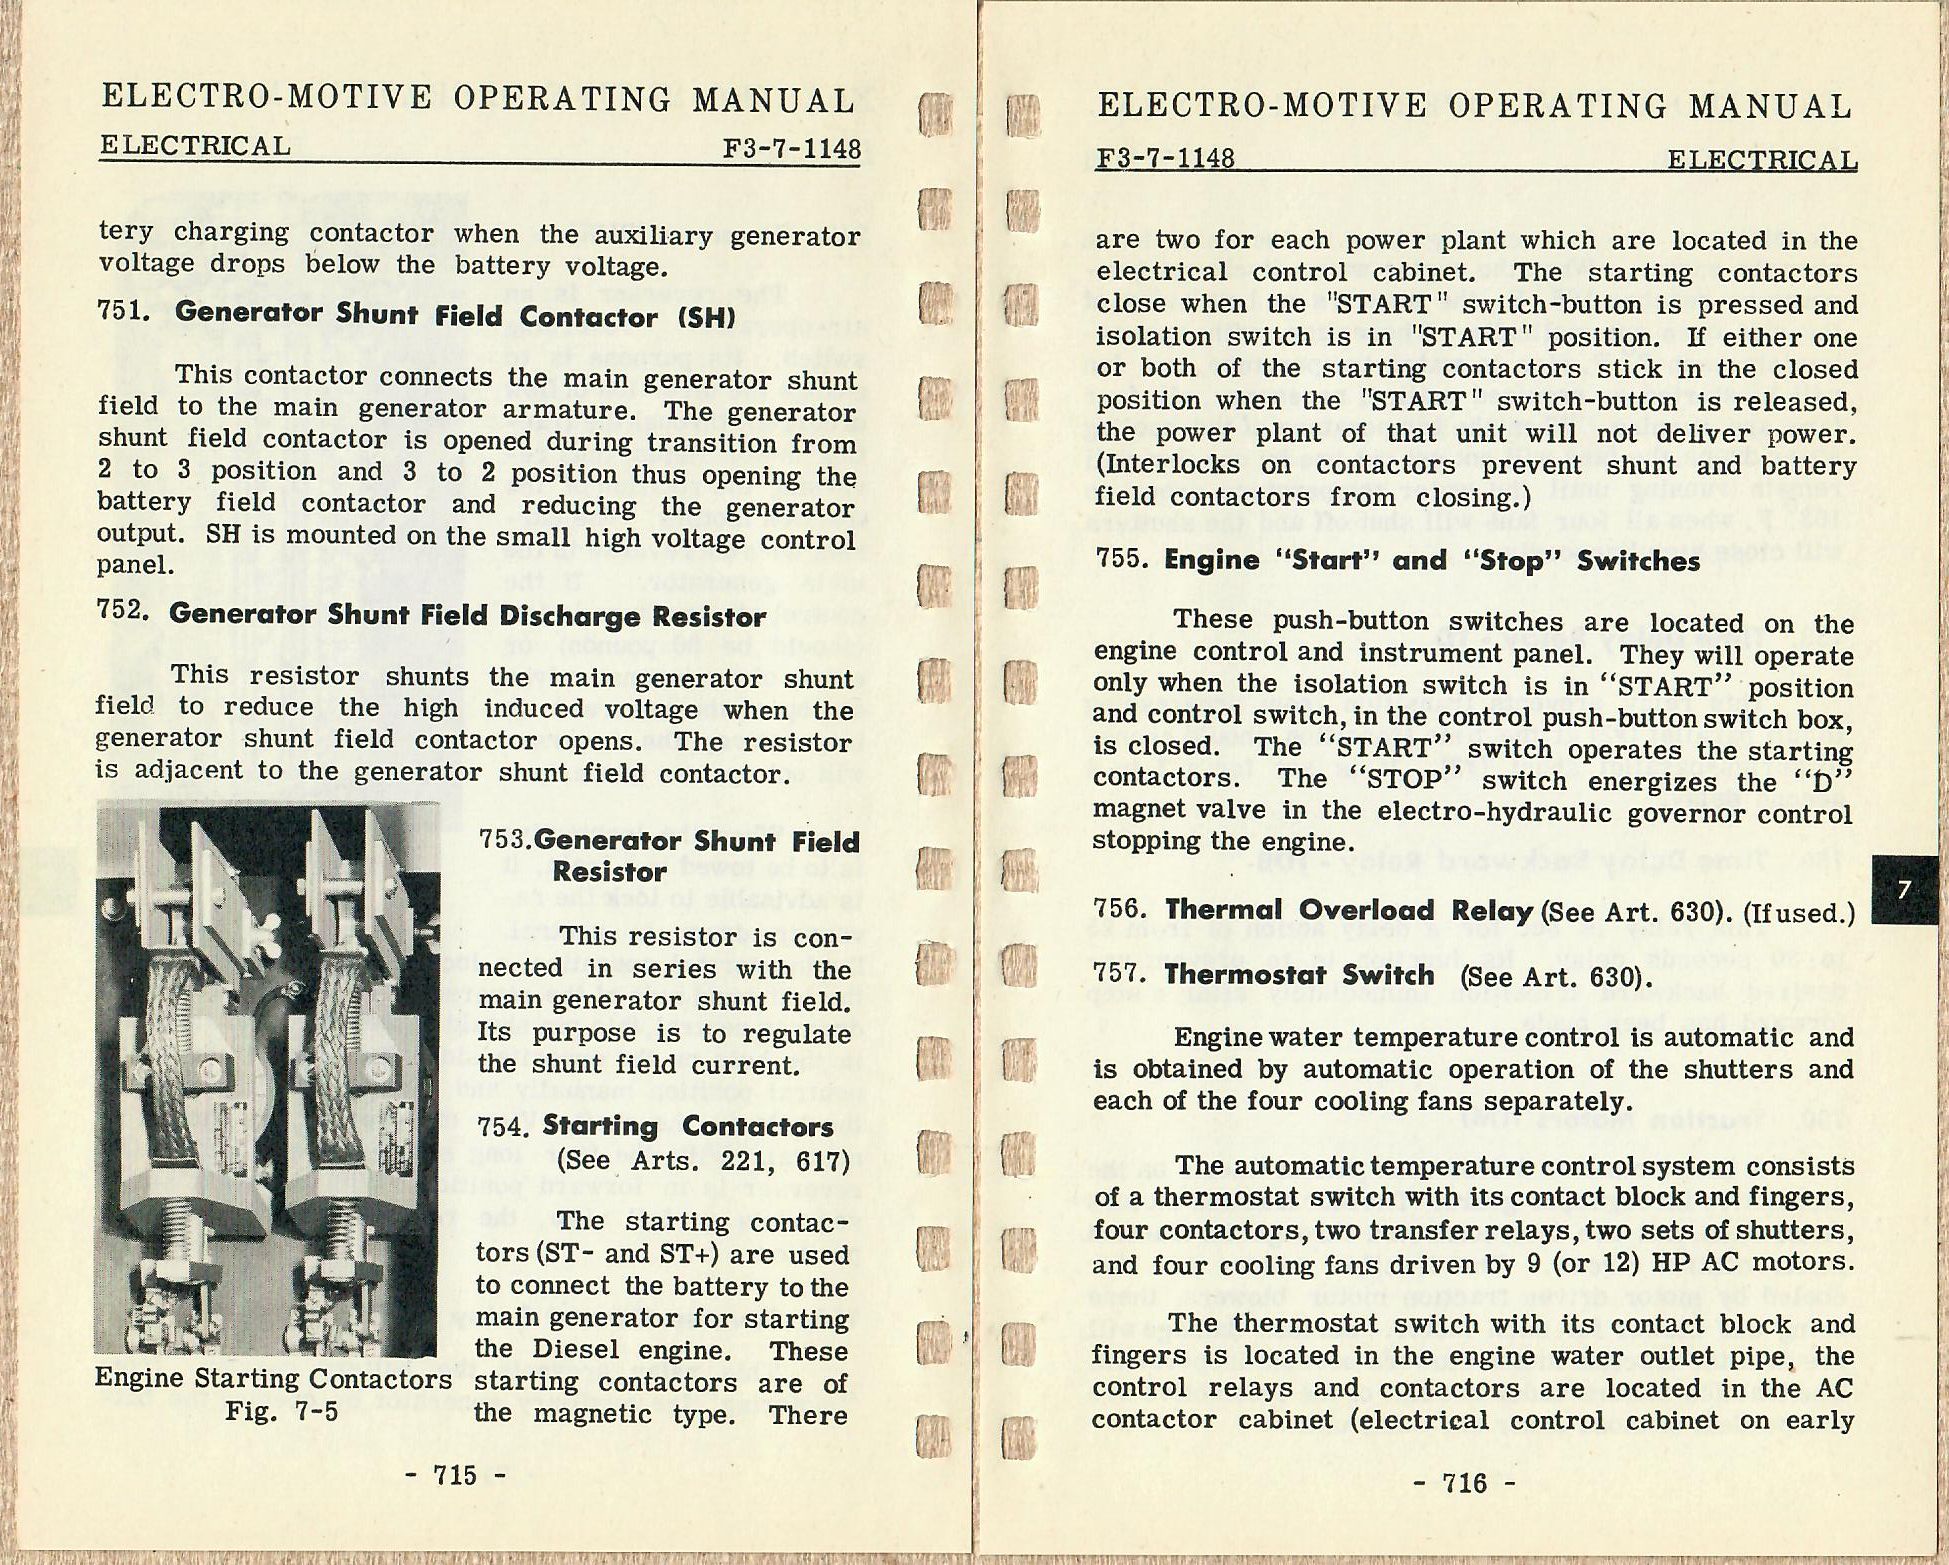 ELECTRO-MOTIVE OPERATING MANUAL
ELECTRICAL F3-7-1148
tery charging contactor when the auxiliary generator
voltage drops below the battery voltage.
751. Generator Shunt Field Contactor (SH)
This contactor connects the main generator shunt
field to the main generator armature. The generator
shunt field contactor is opened during transition from
2 to 3 position and 3 to 2 position thus opening the
battery field contactor and reducing the generator
output. SH is mounted on the small high voltage control
panel.
752. Generator Shunt Field Discharge Resistor
This resistor shunts the main generator shunt
field to reduce the high induced voltage when the
generator shunt field contactor opens. The resistor
is adjacent to the generator shunt field contactor.
753. Generator Shunt Field
Resistor
This resistor is con-
nected in series with the
main generator shunt field.
Its purpose is to regulate
the shunt field current.
754. Starting Contactors
(See Arts. 221, 617)
The starting contac-
tors (ST- and ST+) are used
to connect the battery to the
main generator for starting
the Diesel engine. These
starting contactors are of
the magnetic type. There
Engine Starting Contactors
Fig. 7-5
- 715 -
ELECTRO-MOTIVE OPERATING MANUAL
F3-7-1148 ELECTRICAL
are two for each power plant which are located in the
electrical control cabinet. The starting contactors
close when the "START" switch-button is pressed and
isolation switch is in "START" position. If either one
or both of the starting contactors stick in the closed
position when the "START" switch-button is released,
the power plant of that unit will not deliver power.
(Interlocks on contactors prevent shunt and battery
field contactors from closing.)
755. Engine "Start" and "Stop" Switches
These push-button switches are located on the
engine control and instrument panel. They will operate
only when the isolation switch is in "START" position
and control switch, in the control push-button switch box,
is closed. The "START" switch operates the starting
contactors. The "STOP" switch energizes the "D"
magnet valve in the electro-hydraulic governor control
stopping the engine.
756. Thermal Overload Relay (See Art. 630). (If used.)
7
757. Thermostat Switch (See Art. 630).
Engine water temperature control is automatic and
is obtained by automatic operation of the shutters and
each of the four cooling fans separately.
The automatic temperature control system consists
of a thermostat switch with its contact block and fingers,
four contactors, two transfer relays, two sets of shutters,
and four cooling fans driven by 9 (or 12) HP AC motors.
The thermostat switch with its contact block and
fingers is located in the engine water outlet pipe, the
control relays and contactors are located in the AC
contactor cabinet (electrical control cabinet on early
- 716 -